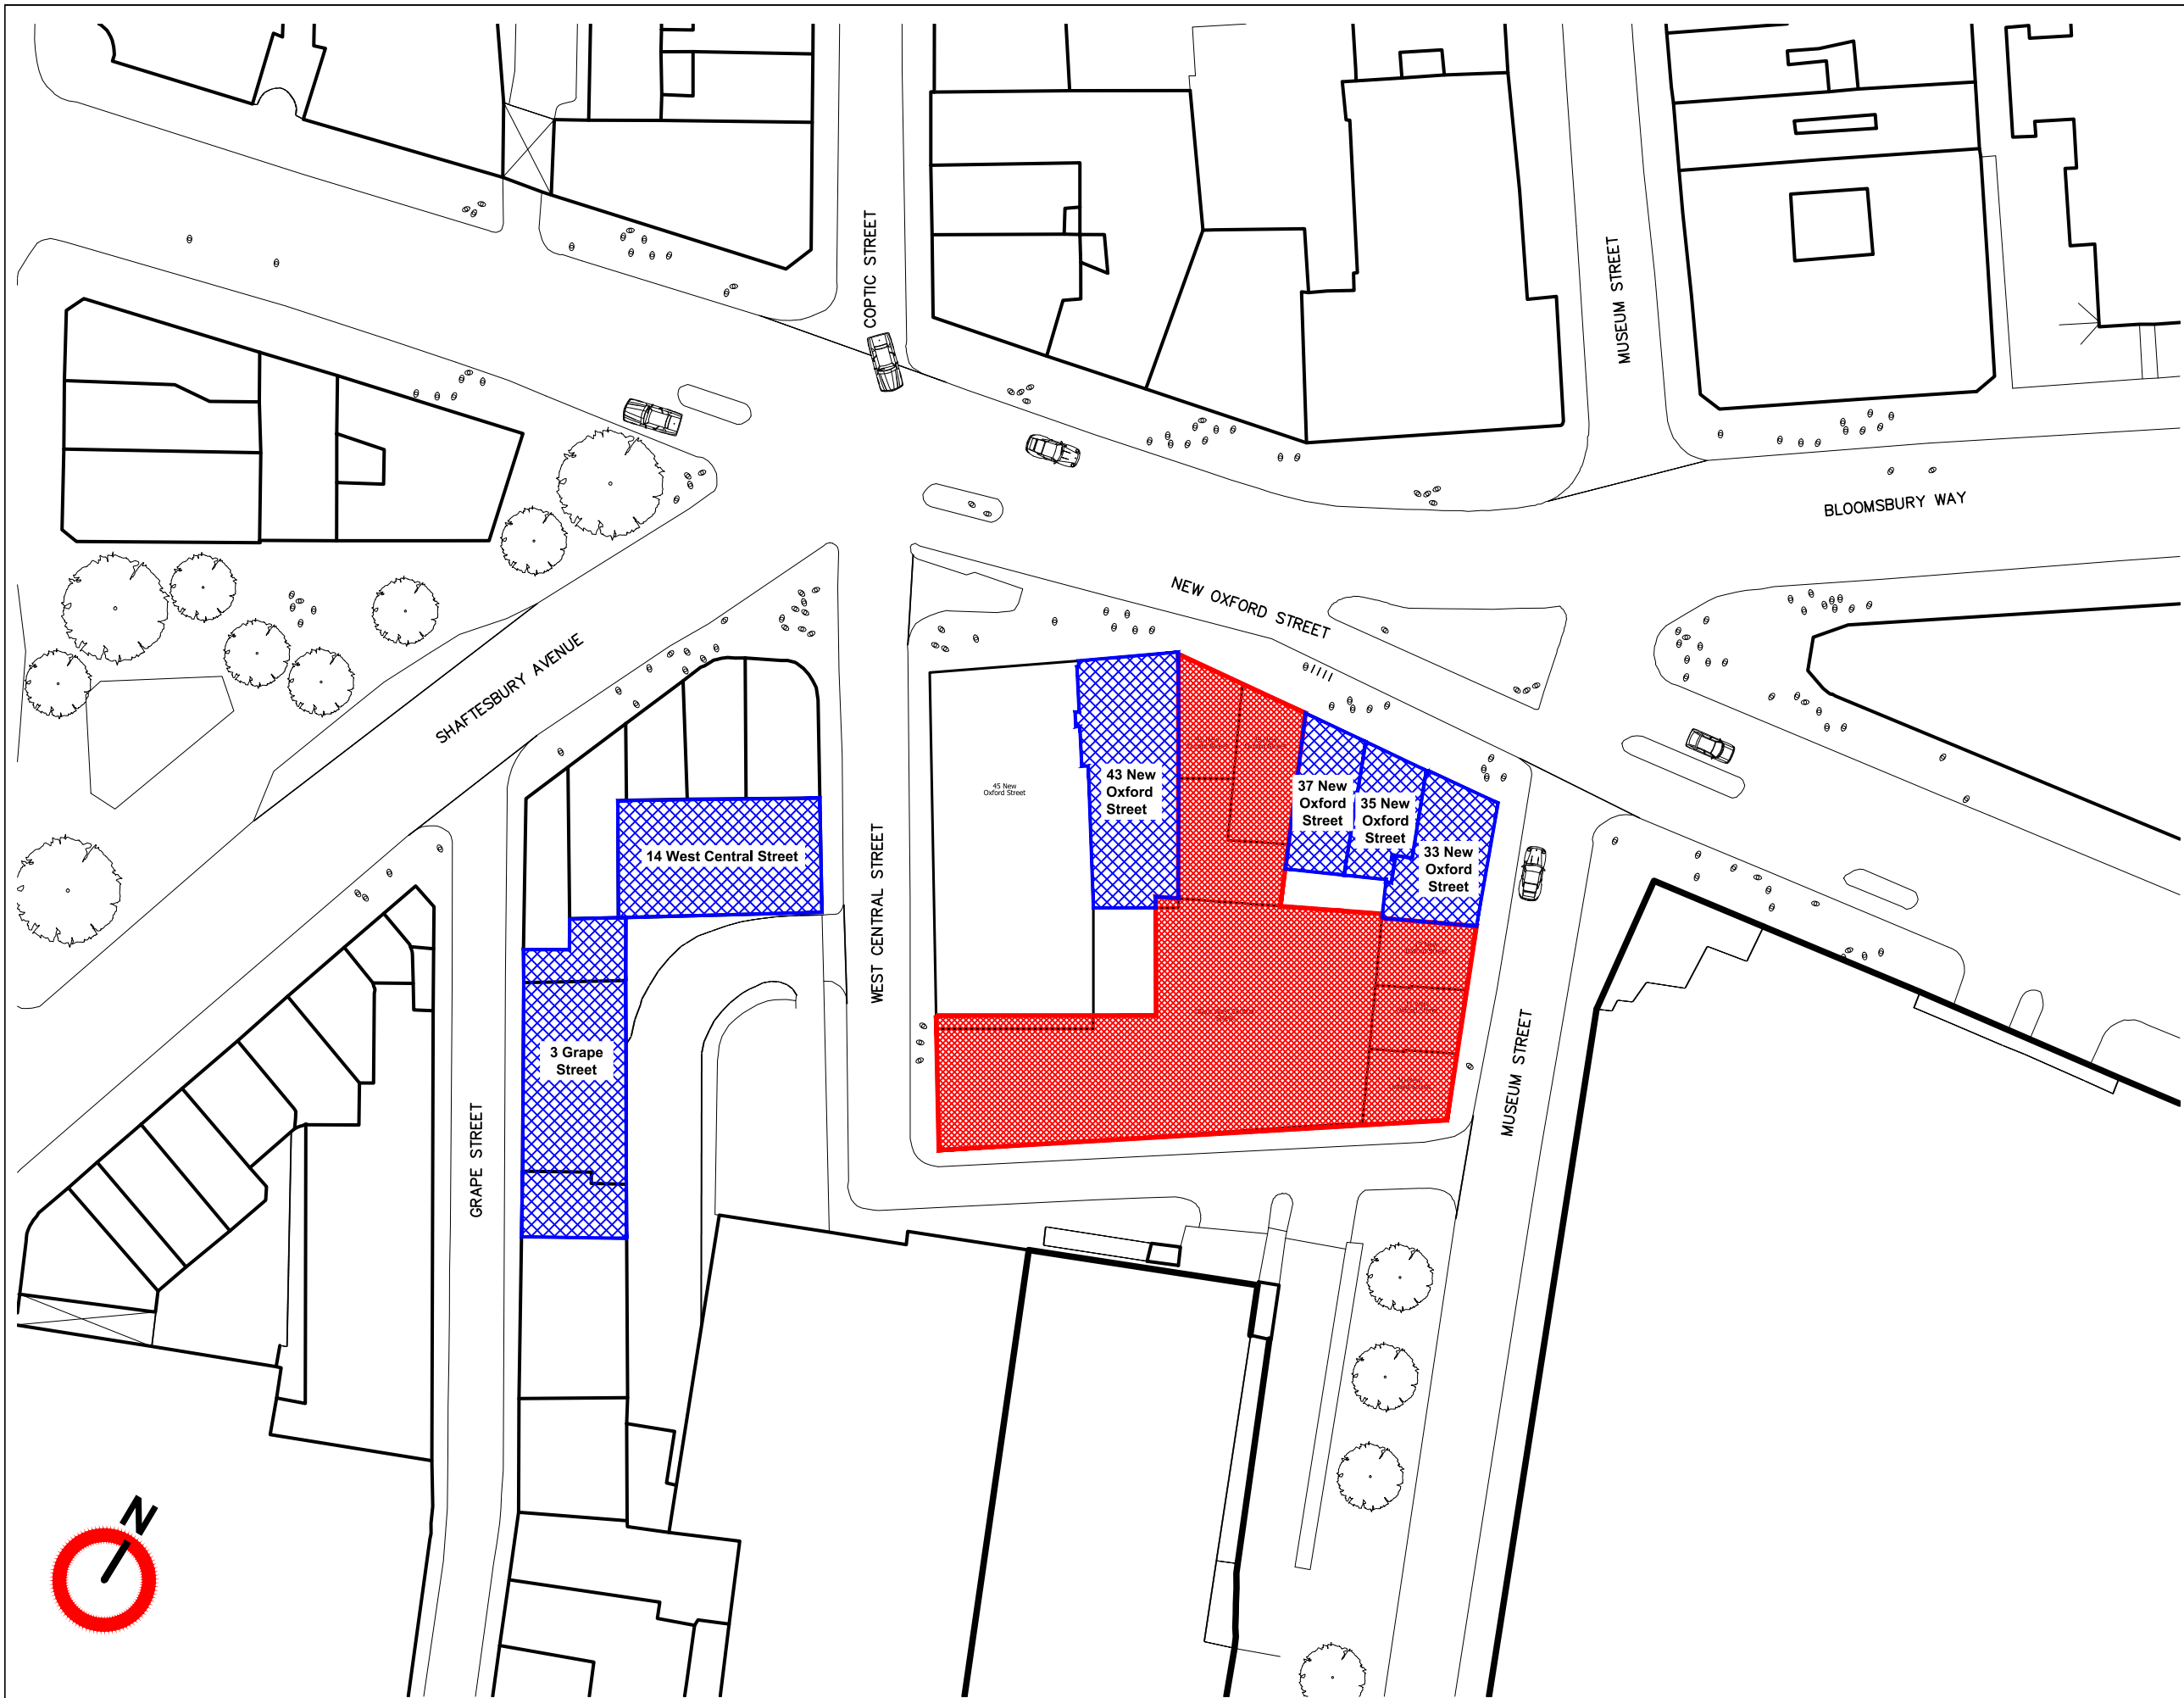 COPTIC STREET
MUSEUM STREET
BLOOMSBURY WAY
NEW OXFORD STREET
SHAFTESBURY AVENUE
45 New
Oxford Street
43 New
Oxford
Street
37 New
Oxford
Street
35 New
Oxford
Street
33 New
Oxford
Street
14 West Central Street
WEST CENTRAL STREET
3 Grape
Street
GRAPE STREET
MUSEUM STREET
N